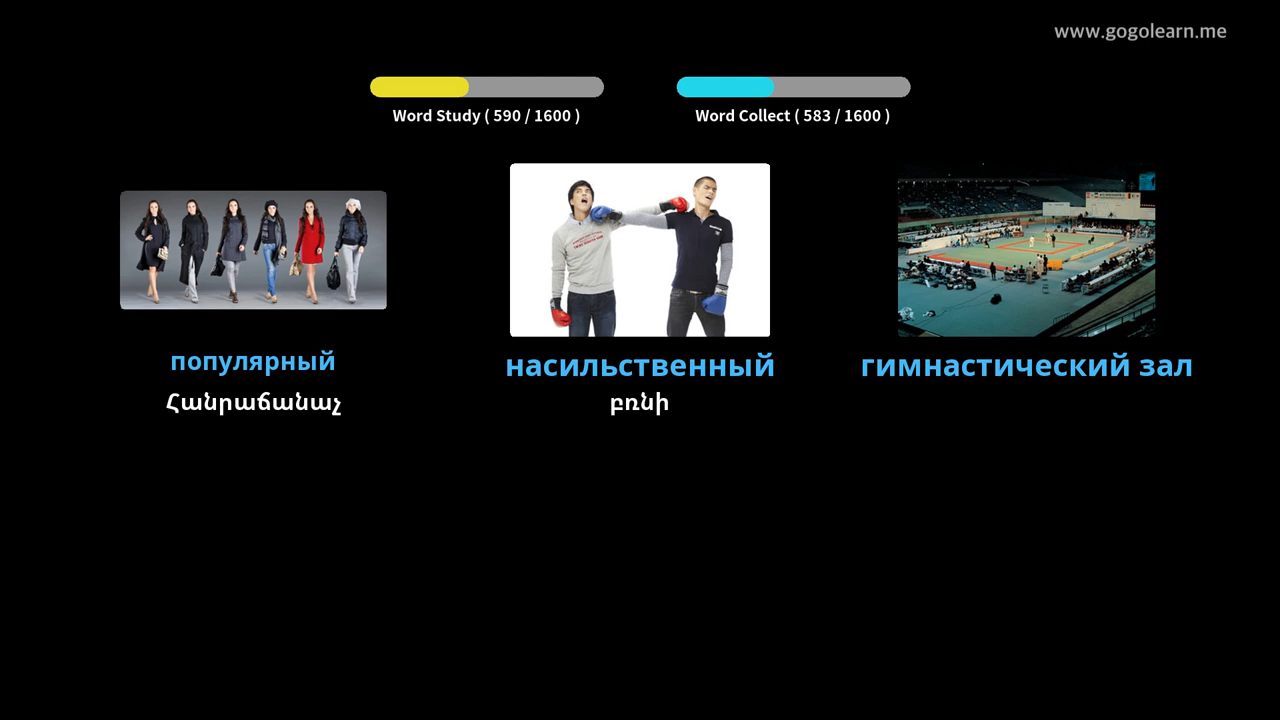 www.gogolearn.me
Word Study ( 590 / 1600 )
Word Collect ( 583 / 1600 )
популярный
насильственный
гимнастический зал
Հանրաճանաչ
բռնի